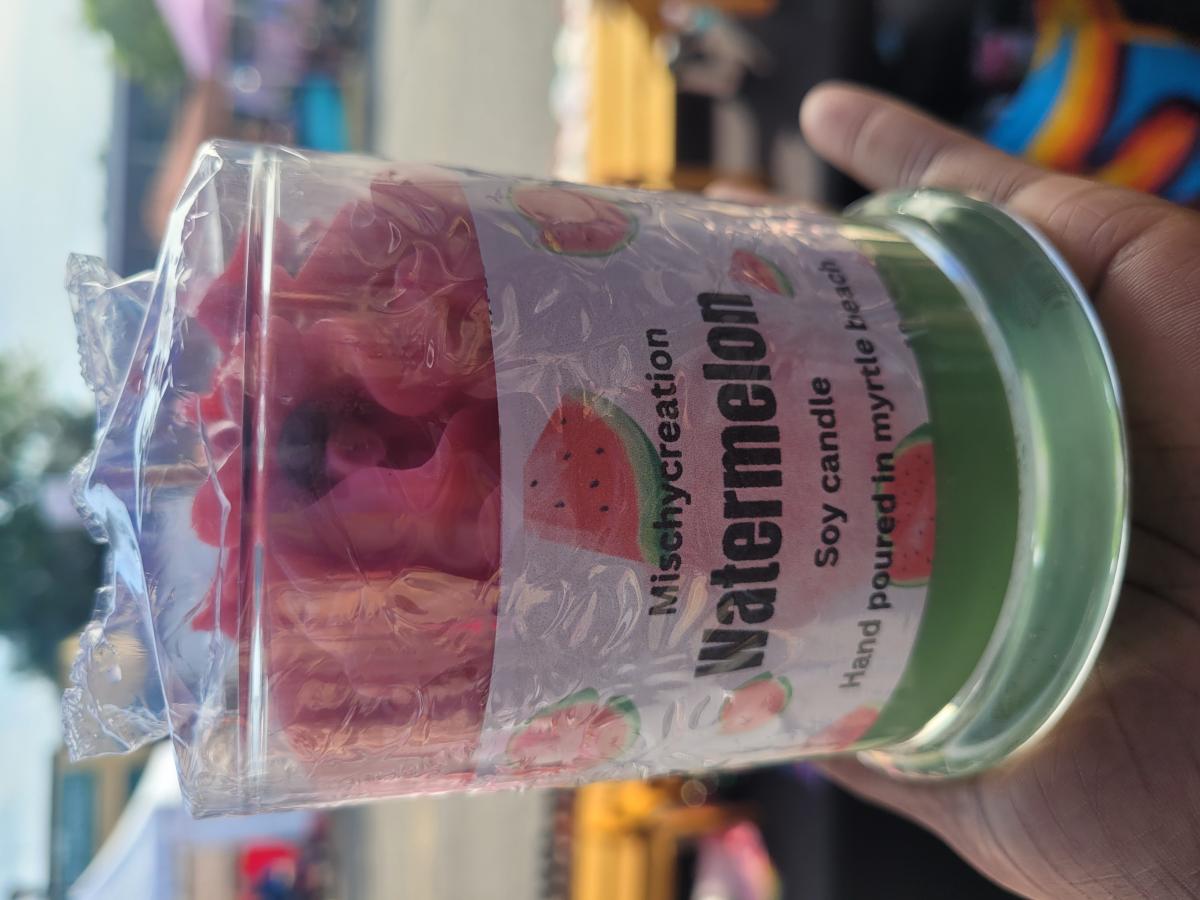 Mischycreation
Watermelon
Soy candle
Hand poured in myrtle beach